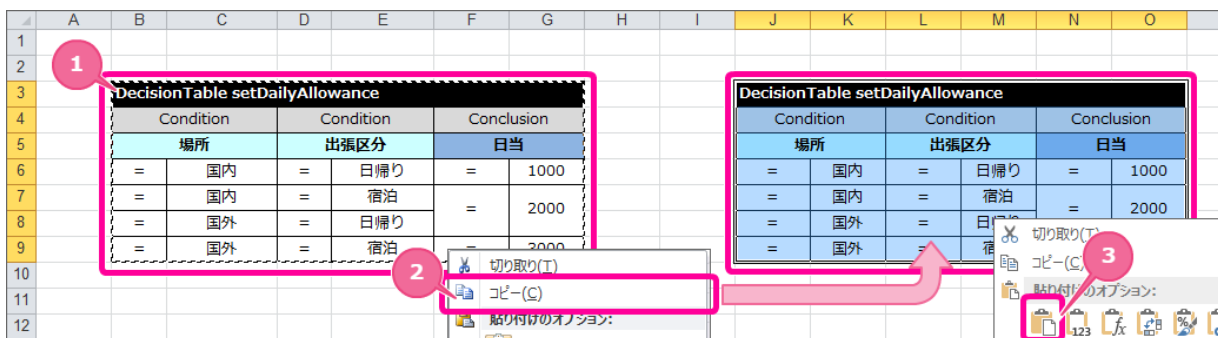 A B C D E F G H I J K L M N O
1
2
1
3 DecisionTable setDailyAllowance DecisionTable setDailyAllowance
4 Condition Condition Conclusion Condition Condition Conclusion
5 場所 出張区分 日当 場所 出張区分 日当
6 = 国内 = 日帰り = 1000 = 国内 = 日帰り = 1000
7 = 国内 = 宿泊 = 2000 = 国内 = 宿泊 = 2000
8 = 国外 = 日帰り = 国外 =
9 = 国外 = 宿泊 = 3000 = 国外 =
10
11
12
2
切り取り(T)
コピー(C)
貼り付けのオプション:
3
切り取り(T)
コピー(C)
貼り付けのオプション:
123 fx %